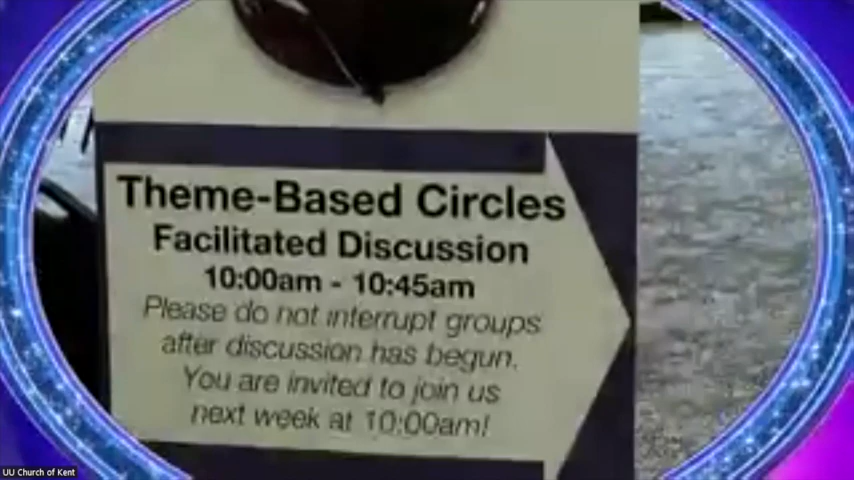 Theme-Based Circles
Facilitated Discussion
10:00am - 10:45am
Please do not interrupt groups
after discussion has begun.
You are invited to join us
next week at 10:00am!
UU Church of Kent